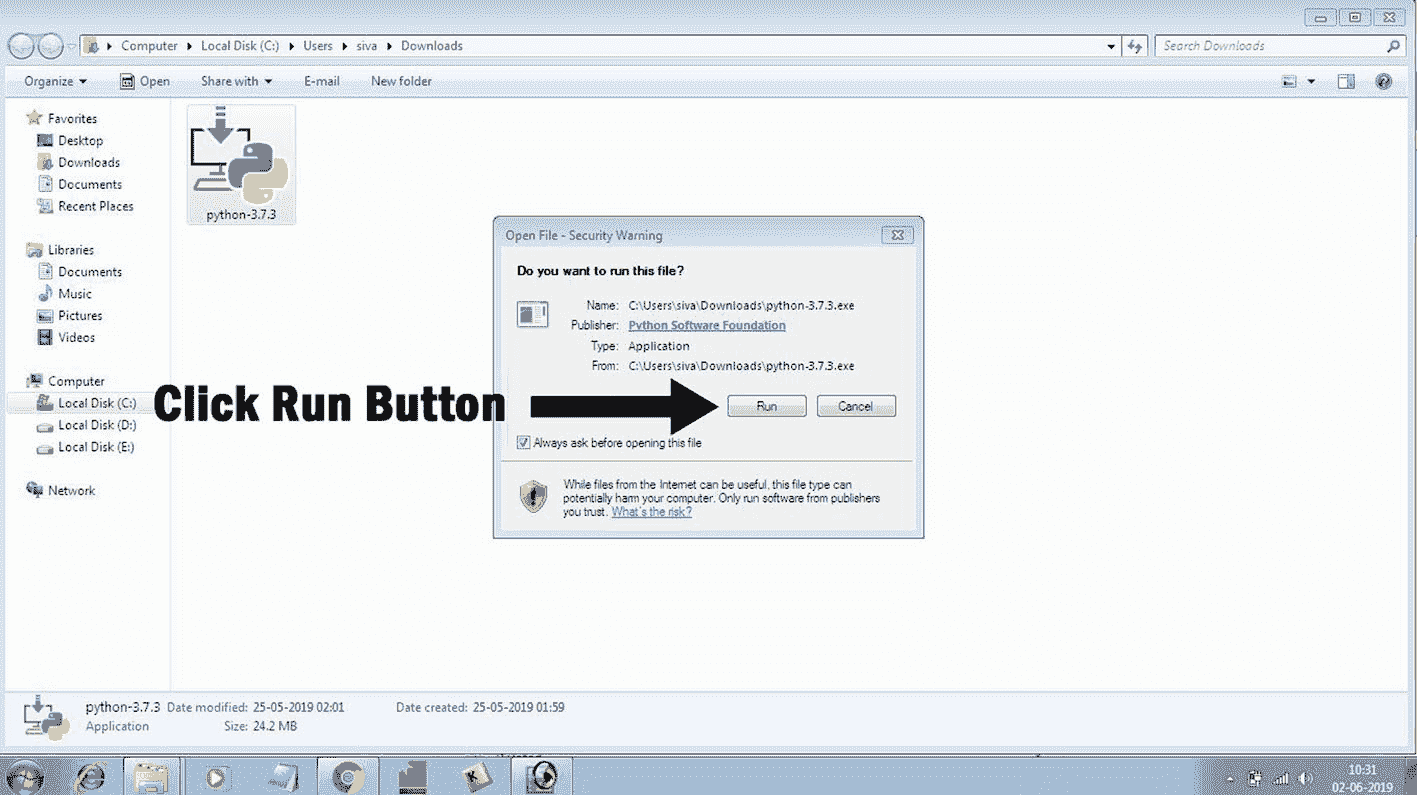 Computer Local Disk (C:) Users siva Downloads
Search Downloads
Organize Open Share with E-mail New folder
Favorites
Desktop
Downloads
Documents
Recent Places
Libraries
Documents
Music
Pictures
Videos
Computer
Local Disk (C:)
Local Disk (D:)
Local Disk (E:)
Network
python-3.7.3
Open File - Security Warning
Do you want to run this file?
Name: C:\Users\siva\Downloads\python-3.7.3.exe
Publisher: Python Software Foundation
Type: Application
From: C:\Users\siva\Downloads\python-3.7.3.exe
Click Run Button
Run Cancel
Always ask before opening this file
While files from the Internet can be useful, this file type can
potentially harm your computer. Only run software from publishers
you trust. What's the risk?
python-3.7.3 Date modified: 25-05-2019 02:01 Date created: 25-05-2019 01:59
Application Size: 24.2 MB
10:31
02-06-2019